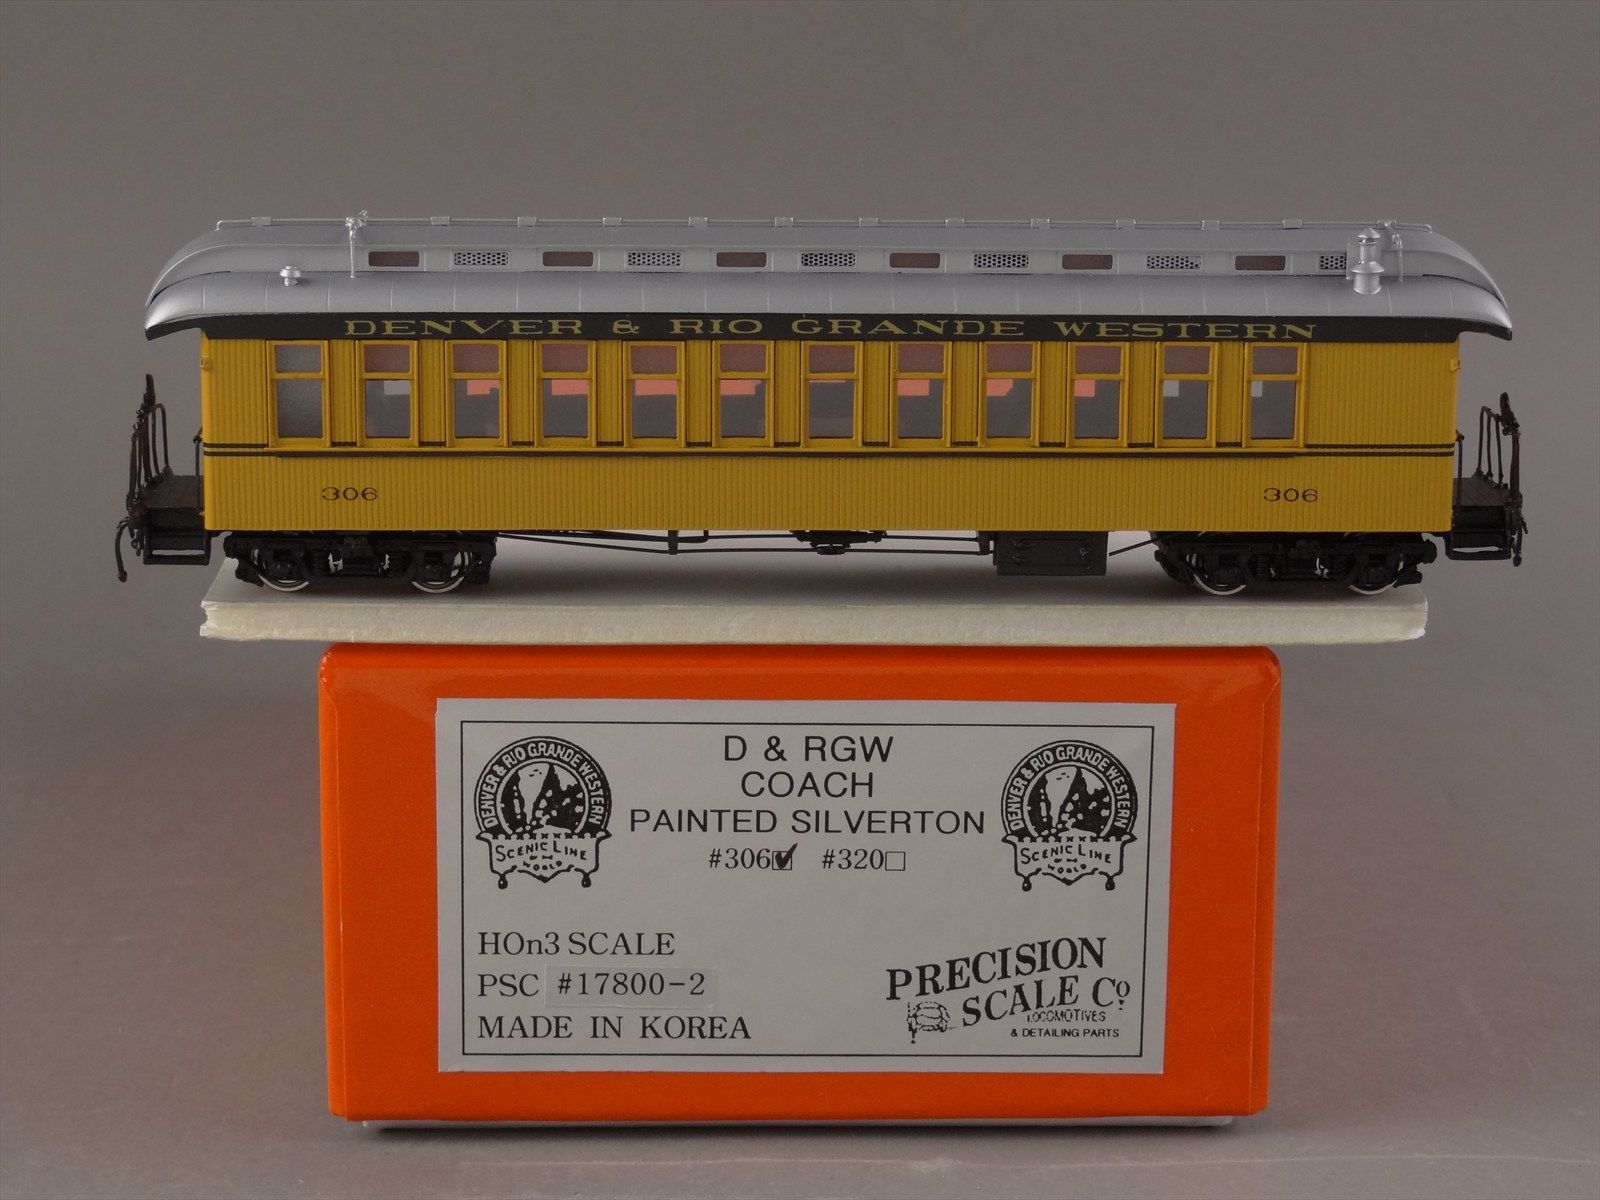 DENVER & RIO GRANDE WESTERN
306
306
D & RGW
COACH
PAINTED SILVERTON
#306 #320
DENVER & RIO GRANDE WESTERN
SCENIC LINE
WORLD
DENVER & RIO GRANDE WESTERN
SCENIC LINE
WORLD
HOn3 SCALE
PSC #17800-2
MADE IN KOREA
PRECISION
SCALE Co.
LOCOMOTIVES
& DETAILING PARTS